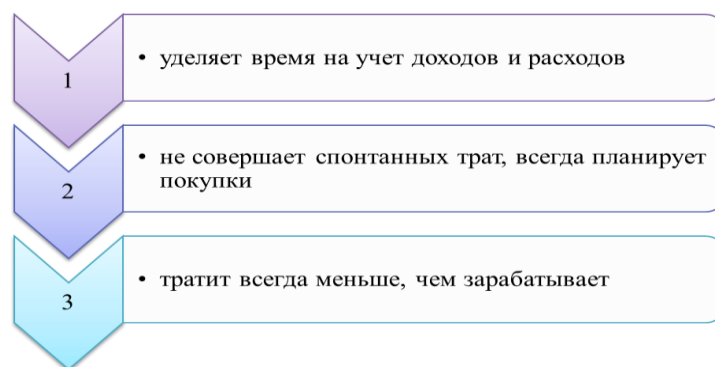 1
• уделяет время на учет доходов и расходов
2
• не совершает спонтанных трат, всегда планирует
покупки
3
• тратит всегда меньше, чем зарабатывает